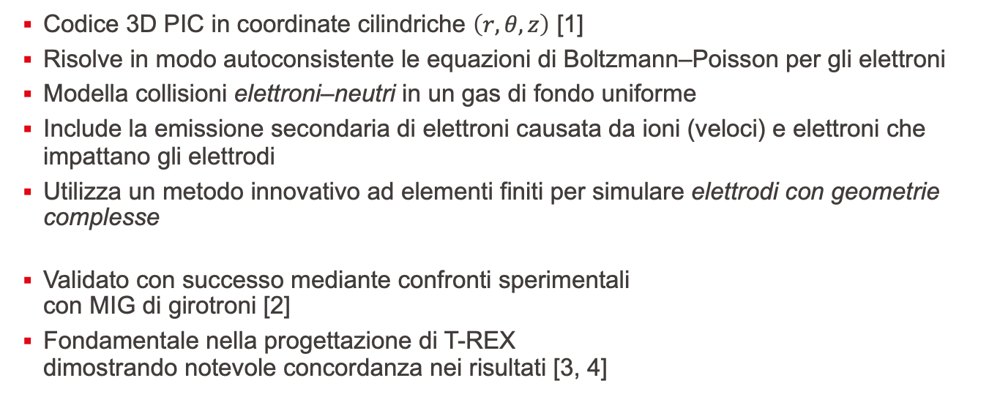 ▪ Codice 3D PIC in coordinate cilindriche (r, θ, z) [1]
▪ Risolve in modo autoconsistente le equazioni di Boltzmann–Poisson per gli elettroni
▪ Modella collisioni elettroni–neutri in un gas di fondo uniforme
▪ Include la emissione secondaria di elettroni causata da ioni (veloci) e elettroni che
impattano gli elettrodi
▪ Utilizza un metodo innovativo ad elementi finiti per simulare elettrodi con geometrie
complesse
▪ Validato con successo mediante confronti sperimentali
con MIG di girotroni [2]
▪ Fondamentale nella progettazione di T-REX
dimostrando notevole concordanza nei risultati [3, 4]